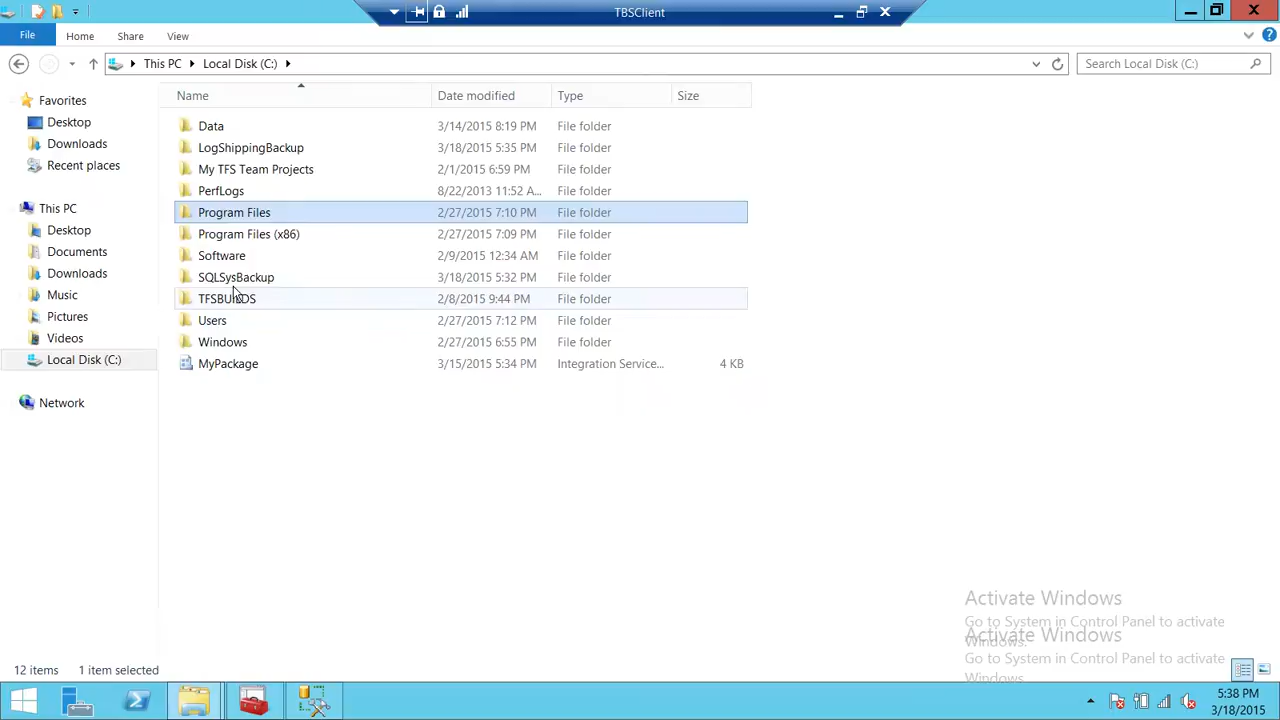 TBSClient
File Home Share View
This PC Local Disk (C:)
Search Local Disk (C:)
Name Date modified Type Size
Favorites
Desktop
Downloads
Recent places
This PC
Desktop
Documents
Downloads
Music
Pictures
Videos
Local Disk (C:)
Network
Data 3/14/2015 8:19 PM File folder
LogShippingBackup 3/18/2015 5:35 PM File folder
My TFS Team Projects 2/1/2015 6:59 PM File folder
PerfLogs 8/22/2013 11:52 A... File folder
Program Files 2/27/2015 7:10 PM File folder
Program Files (x86) 2/27/2015 7:09 PM File folder
Software 2/9/2015 12:34 AM File folder
SQLSysBackup 3/18/2015 5:32 PM File folder
2/8/2015 9:44 PM File folder
Users 2/27/2015 7:12 PM File folder
Windows 2/27/2015 6:55 PM File folder
MyPackage 3/15/2015 5:34 PM Integration Service... 4 KB
Activate Windows
Go to System in Control Panel to activate
Windows.
Activate Windows
Go to System in Control Panel to activate
Windows.
12 items 1 item selected
5:38 PM
3/18/2015